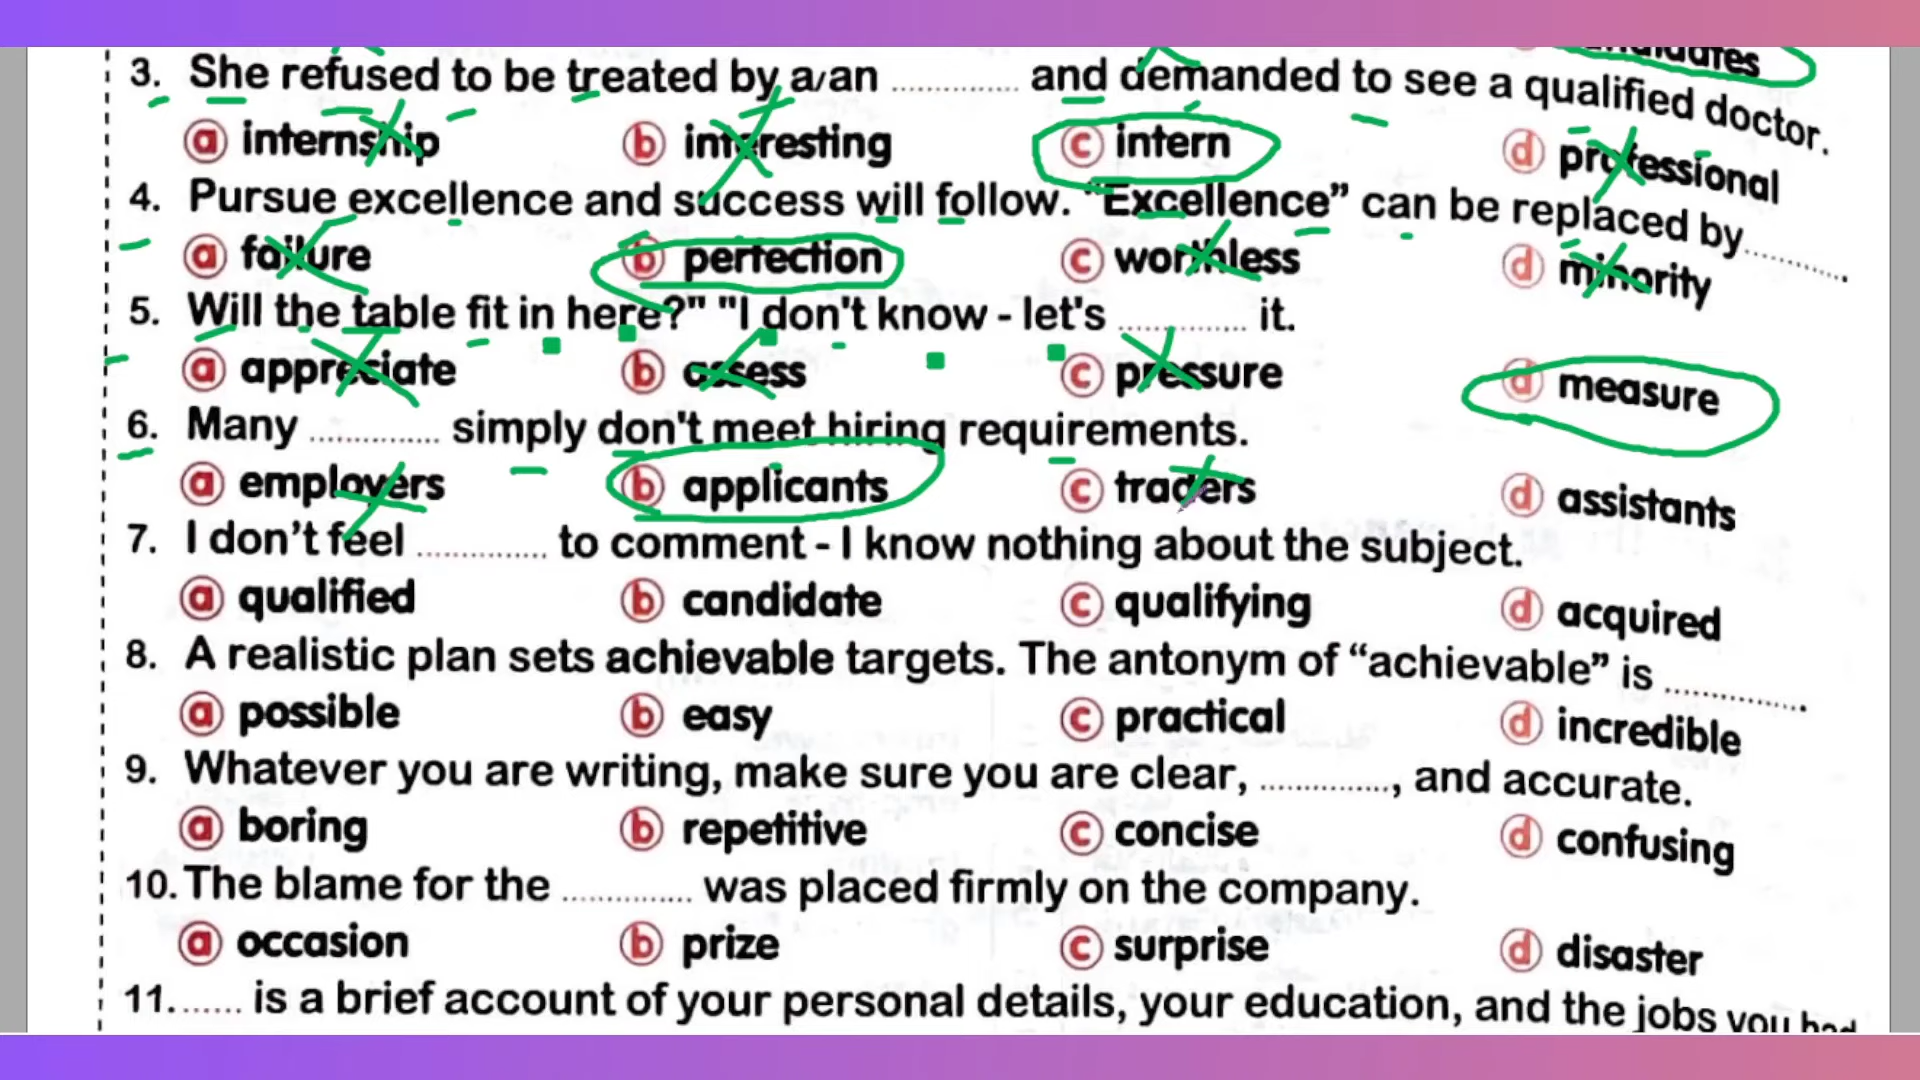 3. She refused to be treated by a/an ............ and demanded to see a qualified doctor.
a internship b interesting c intern d professional
4. Pursue excellence and success will follow. "Excellence" can be replaced by............
a failure b perfection c worthless d minority
5. Will the table fit in here?" "I don't know - let's ............ it.
a appreciate b assess c pressure d measure
6. Many ............ simply don't meet hiring requirements.
a employers b applicants c traders d assistants
7. I don't feel ............ to comment - I know nothing about the subject.
a qualified b candidate c qualifying d acquired
8. A realistic plan sets achievable targets. The antonym of "achievable" is ............
a possible b easy c practical d incredible
9. Whatever you are writing, make sure you are clear, ............, and accurate.
a boring b repetitive c concise d confusing
10. The blame for the ............ was placed firmly on the company.
a occasion b prize c surprise d disaster
11. ...... is a brief account of your personal details, your education, and the jobs you had